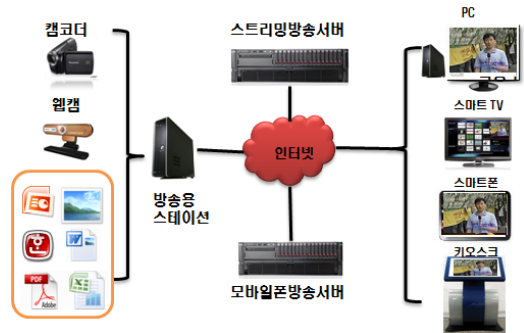 캠코더
스트리밍방송서버
PC
웹캠
스마트 TV
인터넷
방송용
스테이션
스마트폰
PDF
Adobe
키오스크
모바일폰방송서버